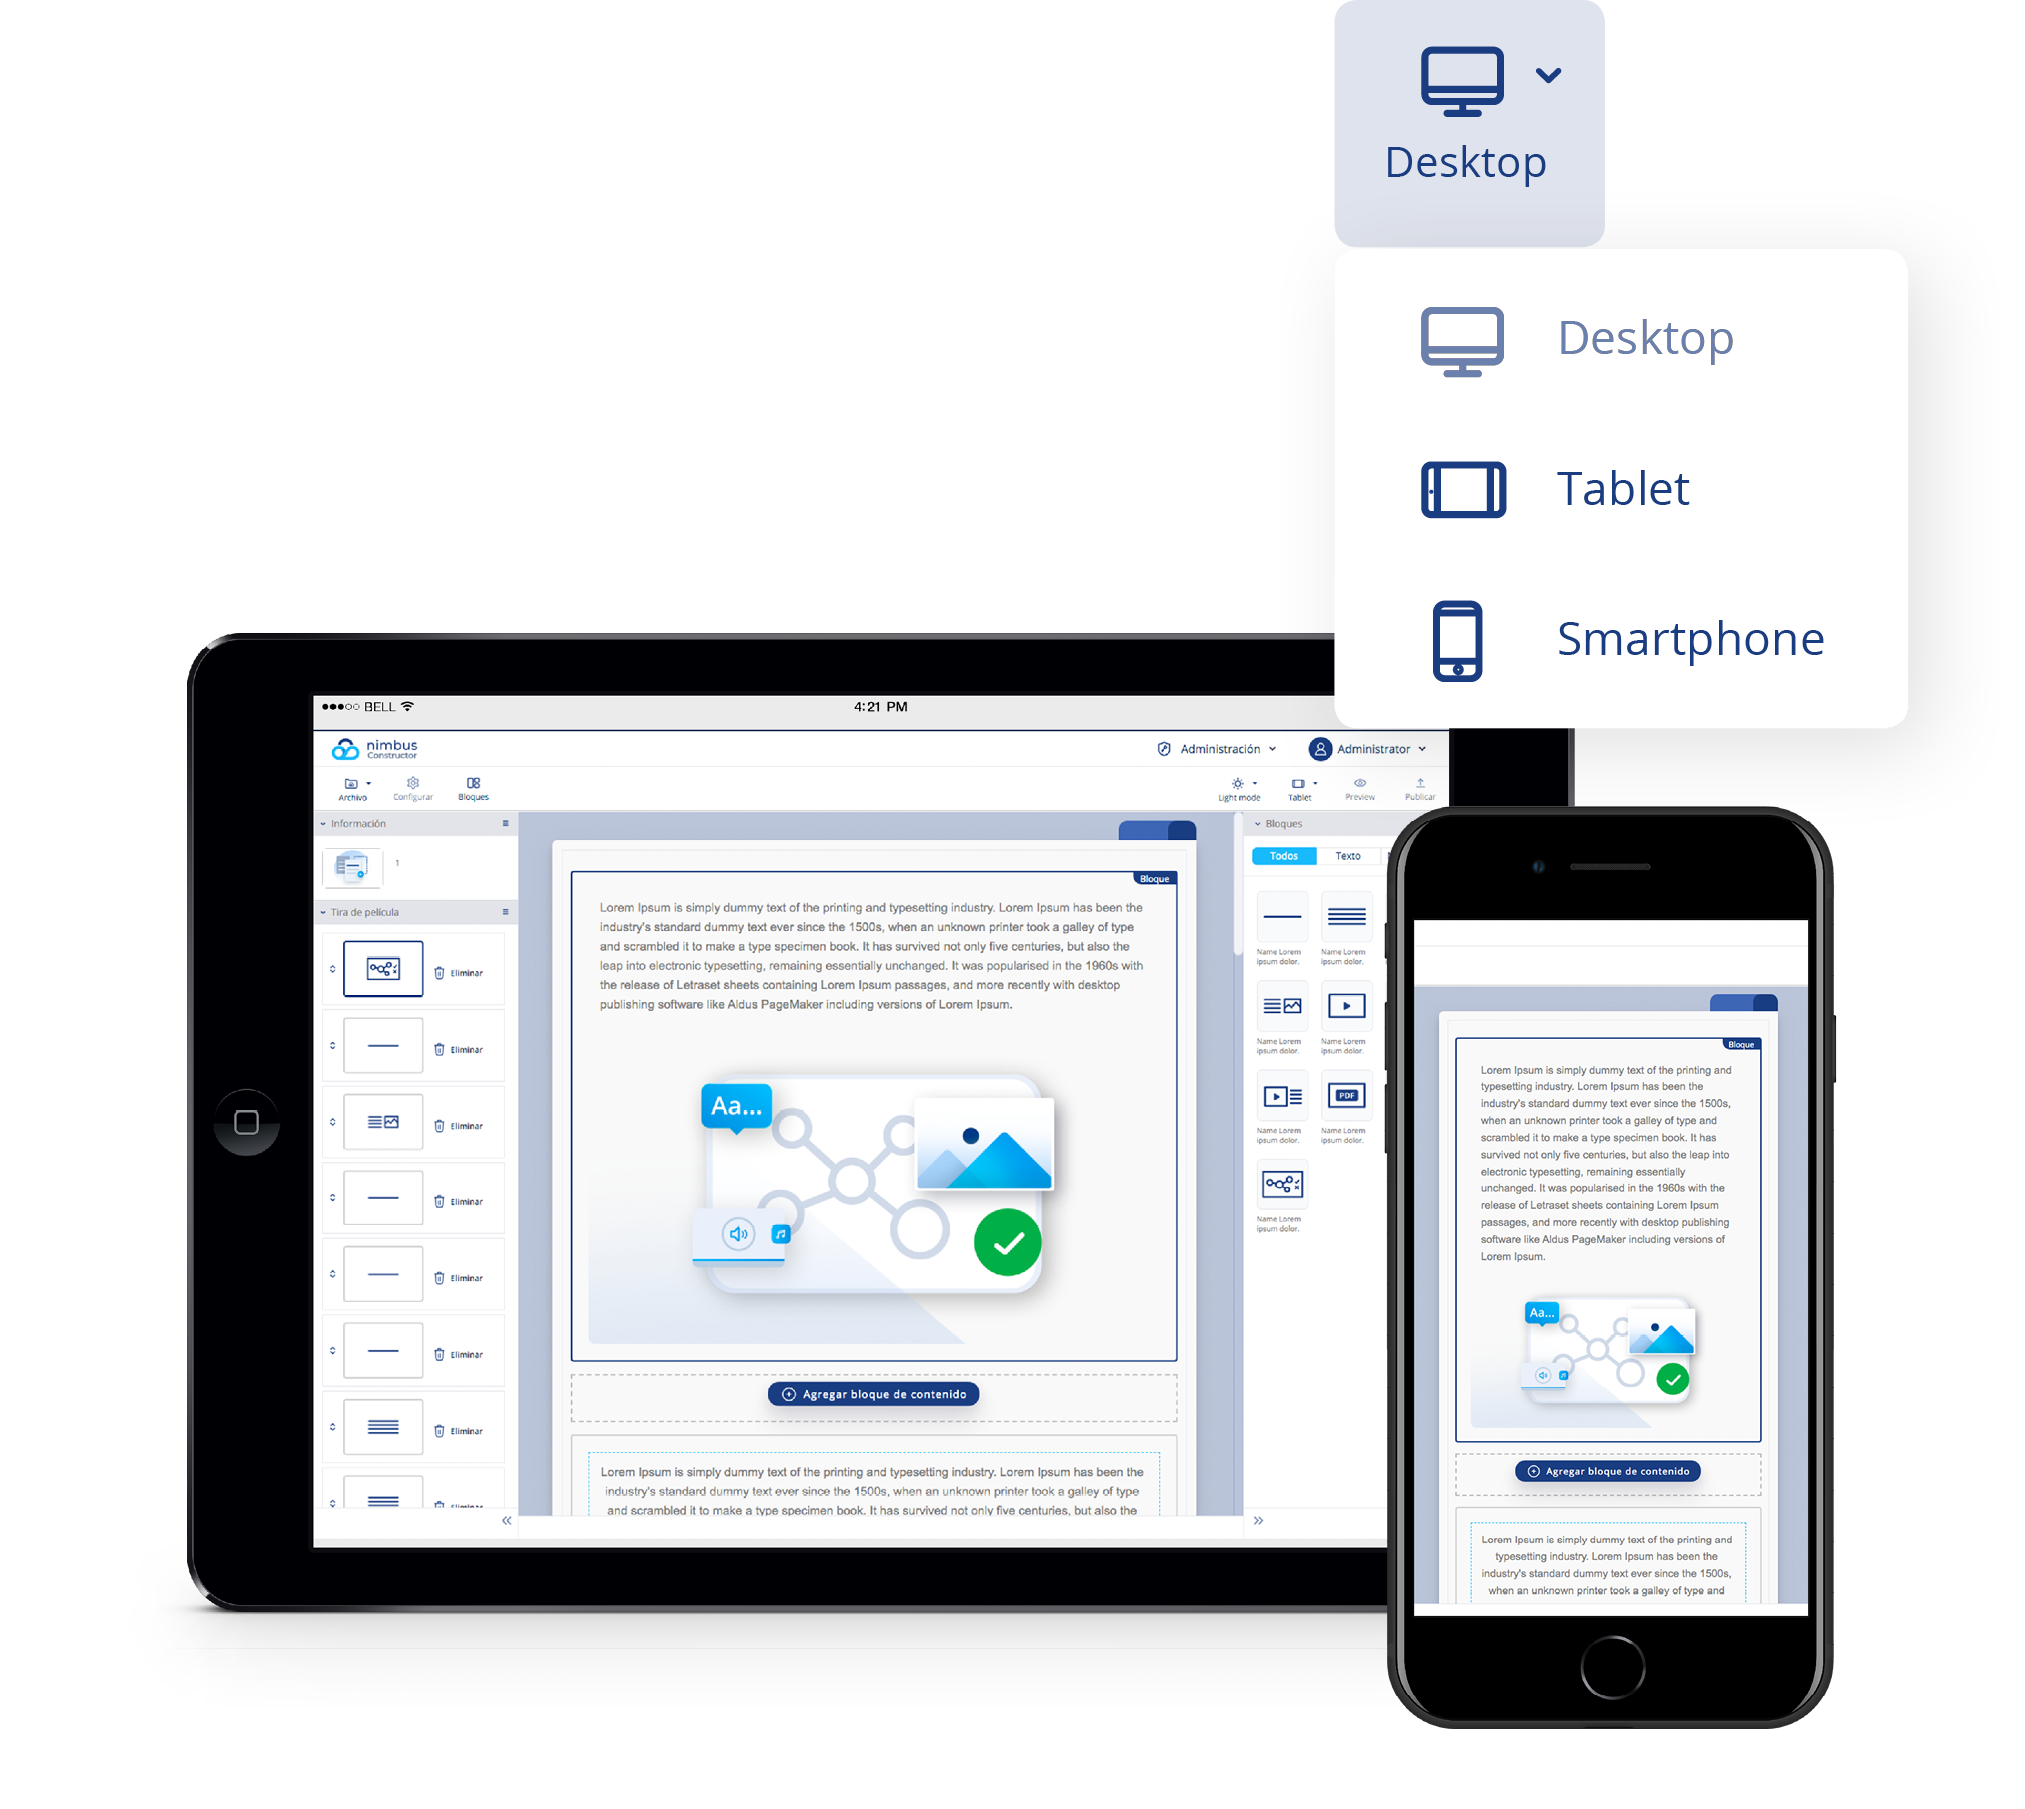 Desktop
Desktop
Tablet
Smartphone
BELL
4:21 PM
nimbus
Constructor
Administración
Administrator
Archivo
Configurar
Bloques
Light mode
Tablet
Preview
Publicar
Información
1
Tira de película
Eliminar
Eliminar
Eliminar
Eliminar
Eliminar
Eliminar
Eliminar
Eliminar
Bloque
Lorem Ipsum is simply dummy text of the printing and typesetting industry. Lorem Ipsum has been the
industry's standard dummy text ever since the 1500s, when an unknown printer took a galley of type
and scrambled it to make a type specimen book. It has survived not only five centuries, but also the
leap into electronic typesetting, remaining essentially unchanged. It was popularised in the 1960s with
the release of Letraset sheets containing Lorem Ipsum passages, and more recently with desktop
publishing software like Aldus PageMaker including versions of Lorem Ipsum.
Aa...
Agregar bloque de contenido
Lorem Ipsum is simply dummy text of the printing and typesetting industry. Lorem Ipsum has been the
industry's standard dummy text ever since the 1500s, when an unknown printer took a galley of type
and scrambled it to make a type specimen book. It has survived not only five centuries, but also the
Bloques
Todos
Texto
Name Lorem
ipsum dolor.
Name Lorem
ipsum dolor.
Name Lorem
ipsum dolor.
Name Lorem
ipsum dolor.
PDF
Name Lorem
ipsum dolor.
Name Lorem
ipsum dolor.
Name Lorem
ipsum dolor.
Bloque
Lorem Ipsum is simply dummy text of the printing and
typesetting industry. Lorem Ipsum has been the
industry's standard dummy text ever since the 1500s,
when an unknown printer took a galley of type and
scrambled it to make a type specimen book. It has
survived not only five centuries, but also the leap into
electronic typesetting, remaining essentially
unchanged. It was popularised in the 1960s with the
release of Letraset sheets containing Lorem Ipsum
passages, and more recently with desktop publishing
software like Aldus PageMaker including versions of
Lorem Ipsum.
Aa...
Agregar bloque de contenido
Lorem Ipsum is simply dummy text of the printing and
typesetting industry. Lorem Ipsum has been the
industry's standard dummy text ever since the 1500s,
when an unknown printer took a galley of type and